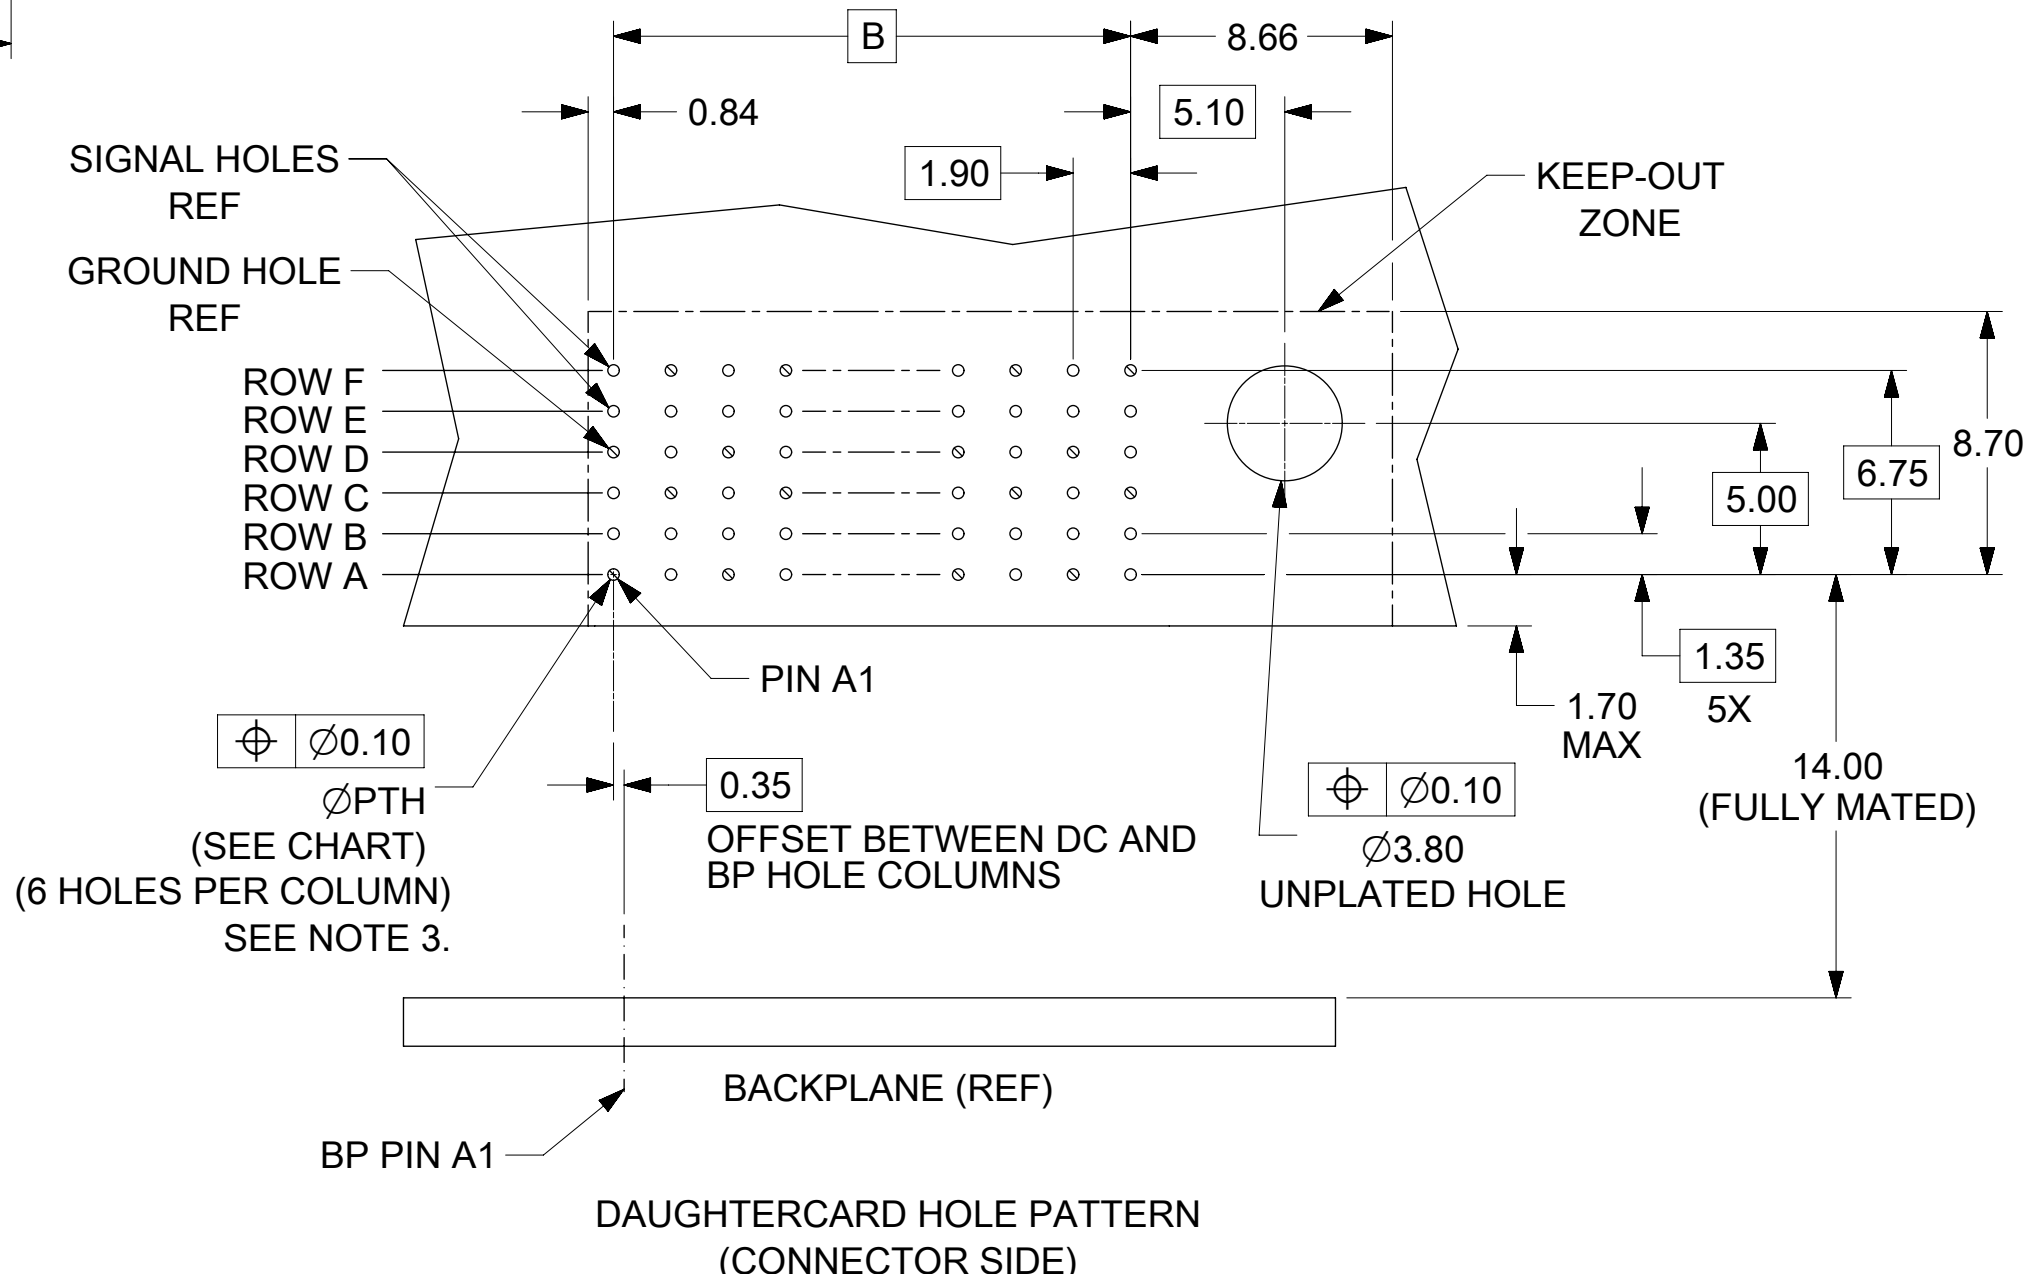 B
8.66
0.84
5.10
1.90
SIGNAL HOLES
REF
KEEP-OUT
ZONE
GROUND HOLE
REF
ROW F
ROW E
ROW D
ROW C
ROW B
ROW A
8.70
6.75
5.00
1.35
5X
1.70
MAX
14.00
(FULLY MATED)
PIN A1
⌖ ∅0.10
∅PTH
(SEE CHART)
(6 HOLES PER COLUMN)
SEE NOTE 3.
0.35
OFFSET BETWEEN DC AND
BP HOLE COLUMNS
⌖ ∅0.10
∅3.80
UNPLATED HOLE
BACKPLANE (REF)
BP PIN A1
DAUGHTERCARD HOLE PATTERN
(CONNECTOR SIDE)